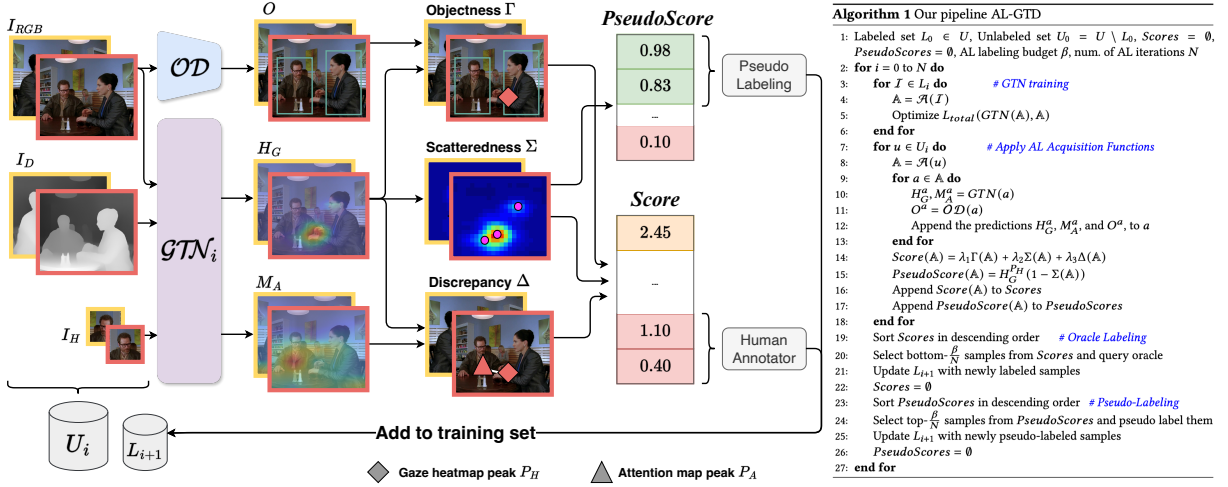 I_RGB
O
Objectness Γ
PseudoScore
OD
0.98
0.83
...
0.10
Pseudo
Labeling
I_D
H_G
Scatteredness Σ
GTN_i
Score
2.45
...
1.10
0.40
M_A
Discrepancy Δ
I_H
Human
Annotator
U_i
L_{i+1}
Add to training set
Gaze heatmap peak P_H
Attention map peak P_A
Algorithm 1 Our pipeline AL-GTD
1: Labeled set L_0 ∈ U, Unlabeled set U_0 = U \ L_0, Scores = ∅,
PseudoScores = ∅, AL labeling budget β, num. of AL iterations N
2: for i = 0 to N do
3: for I ∈ L_i do # GTN training
4: 𝔸 = A(I)
5: Optimize L_total(GTN(𝔸), 𝔸)
6: end for
7: for u ∈ U_i do # Apply AL Acquisition Functions
8: 𝔸 = A(u)
9: for a ∈ 𝔸 do
10: H_G^a, M_A^a = GTN(a)
11: O^a = OD(a)
12: Append the predictions H_G^a, M_A^a, and O^a, to a
13: end for
14: Score(𝔸) = λ_1Γ(𝔸) + λ_2Σ(𝔸) + λ_3Δ(𝔸)
15: PseudoScore(𝔸) = H_G^{P_H}(1 − Σ(𝔸))
16: Append Score(𝔸) to Scores
17: Append PseudoScore(𝔸) to PseudoScores
18: end for
19: Sort Scores in descending order # Oracle Labeling
20: Select bottom-β/N samples from Scores and query oracle
21: Update L_{i+1} with newly labeled samples
22: Scores = ∅
23: Sort PseudoScores in descending order # Pseudo-Labeling
24: Select top-β/N samples from PseudoScores and pseudo label them
25: Update L_{i+1} with newly pseudo-labeled samples
26: PseudoScores = ∅
27: end for